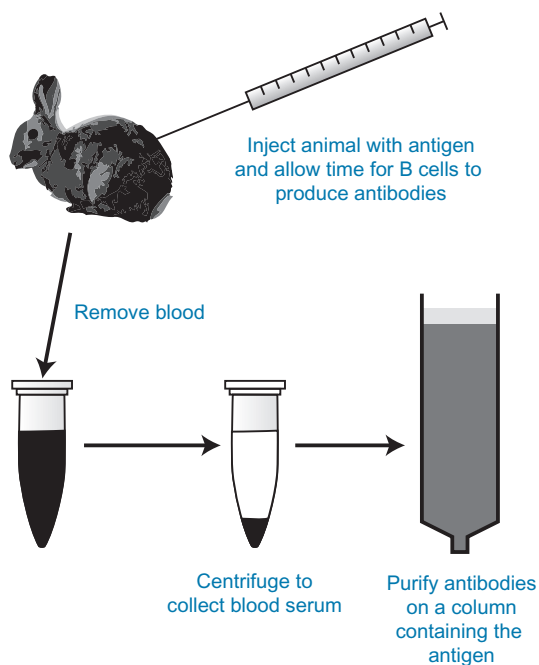 Inject animal with antigen
and allow time for B cells to
produce antibodies
Remove blood
Centrifuge to
collect blood serum
Purify antibodies
on a column
containing the
antigen